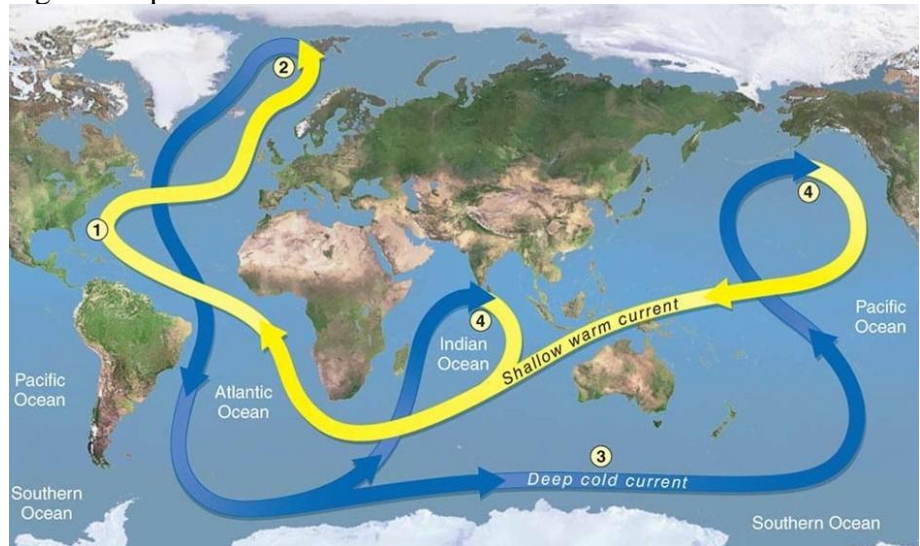 2
1
4
4
Shallow warm current
Indian
Ocean
Pacific
Ocean
Pacific
Ocean
Atlantic
Ocean
3
Deep cold current
Southern
Ocean
Southern Ocean